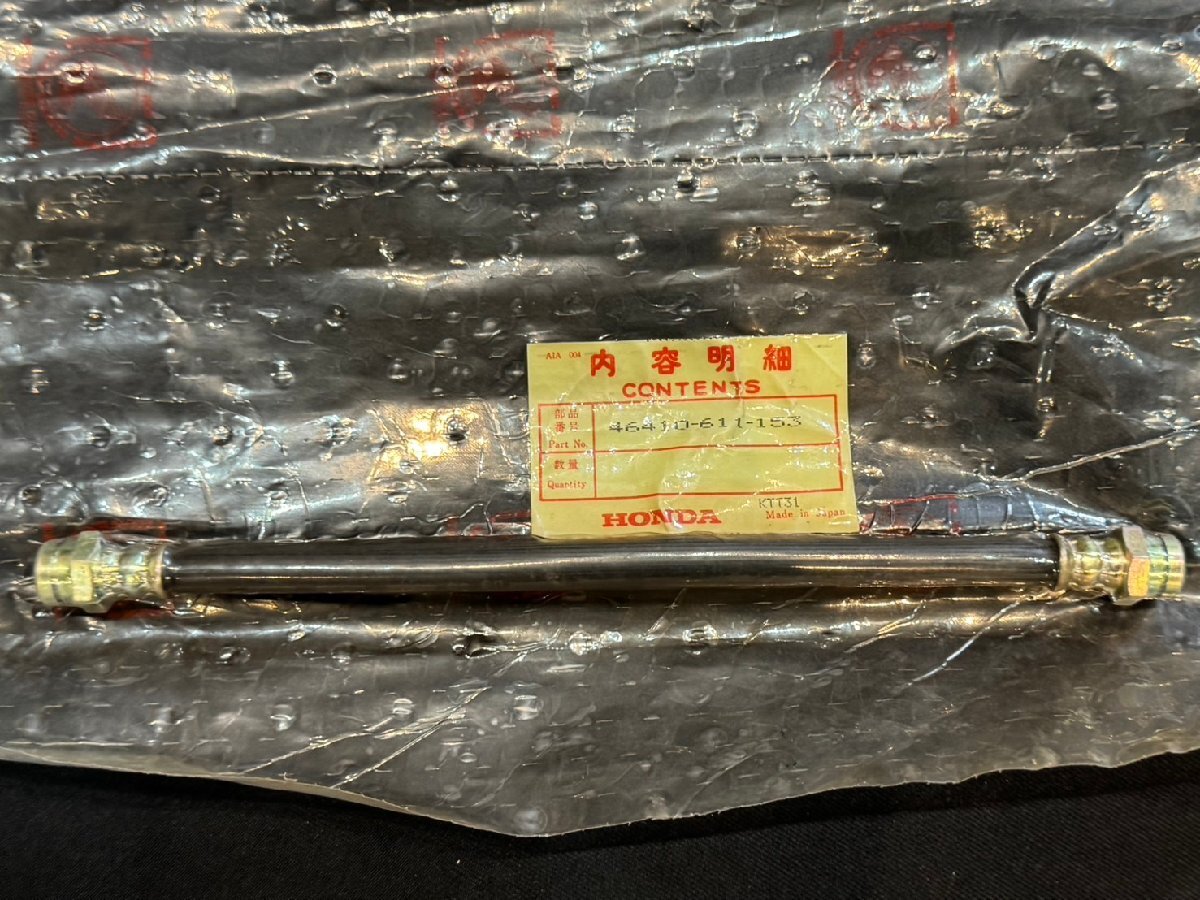 AIA 004
内容明細
CONTENTS
部品
番号
Part No.
46410-611-153
数量
Quantity
HONDA
KTT31
Made in Japan